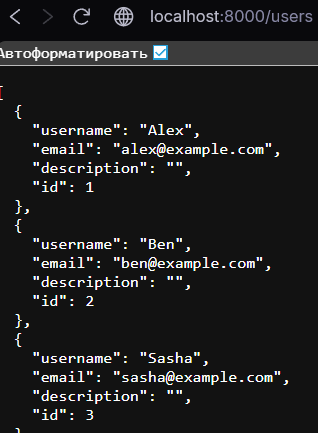 localhost:8000/users
Автоформатировать
[
{
"username": "Alex",
"email": "alex@example.com",
"description": "",
"id": 1
},
{
"username": "Ben",
"email": "ben@example.com",
"description": "",
"id": 2
},
{
"username": "Sasha",
"email": "sasha@example.com",
"description": "",
"id": 3